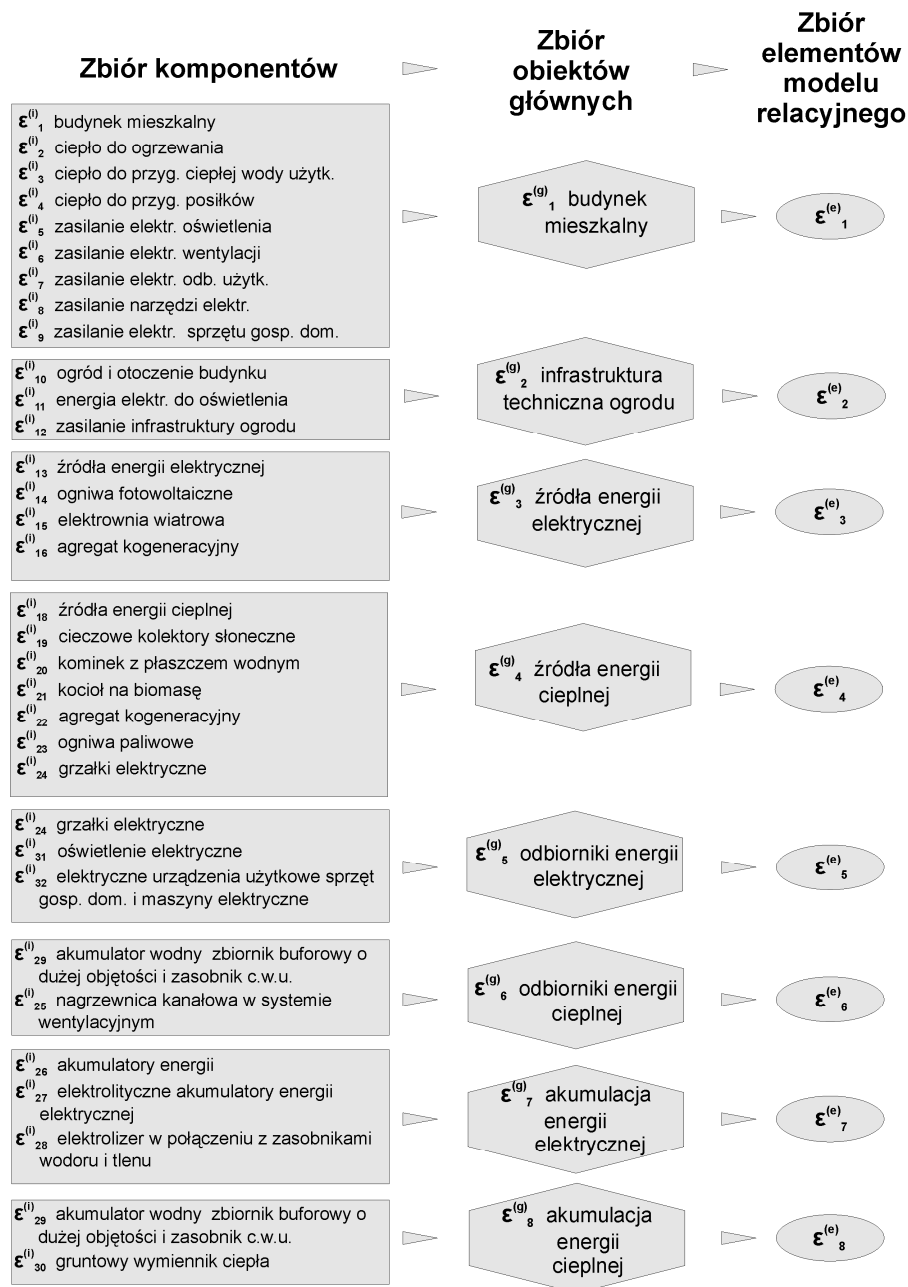 Zbiór komponentów
Zbiór
obiektów
głównych
Zbiór
elementów
modelu
relacyjnego
ε(i)1 budynek mieszkalny
ε(i)2 ciepło do ogrzewania
ε(i)3 ciepło do przyg. ciepłej wody użytk.
ε(i)4 ciepło do przyg. posiłków
ε(i)5 zasilanie elektr. oświetlenia
ε(i)6 zasilanie elektr. wentylacji
ε(i)7 zasilanie elektr. odb. użytk.
ε(i)8 zasilanie narzędzi elektr.
ε(i)9 zasilanie elektr. sprzętu gosp. dom.
ε(g)1 budynek
mieszkalny
ε(e)1
ε(i)10 ogród i otoczenie budynku
ε(i)11 energia elektr. do oświetlenia
ε(i)12 zasilanie infrastruktury ogrodu
ε(g)2 infrastruktura
techniczna ogrodu
ε(e)2
ε(i)13 źródła energii elektrycznej
ε(i)14 ogniwa fotowoltaiczne
ε(i)15 elektrownia wiatrowa
ε(i)16 agregat kogeneracyjny
ε(g)3 źródła energii
elektrycznej
ε(e)3
ε(i)18 źródła energii cieplnej
ε(i)19 cieczowe kolektory słoneczne
ε(i)20 kominek z płaszczem wodnym
ε(i)21 kocioł na biomasę
ε(i)22 agregat kogeneracyjny
ε(i)23 ogniwa paliwowe
ε(i)24 grzałki elektryczne
ε(g)4 źródła energii
cieplnej
ε(e)4
ε(i)24 grzałki elektryczne
ε(i)31 oświetlenie elektryczne
ε(i)32 elektryczne urządzenia użytkowe sprzęt
gosp. dom. i maszyny elektryczne
ε(g)5 odbiorniki energii
elektrycznej
ε(e)5
ε(i)29 akumulator wodny zbiornik buforowy o
dużej objętości i zasobnik c.w.u.
ε(i)25 nagrzewnica kanałowa w systemie
wentylacyjnym
ε(g)6 odbiorniki energii
cieplnej
ε(e)6
ε(i)26 akumulatory energii
ε(i)27 elektrolityczne akumulatory energii
elektrycznej
ε(i)28 elektrolizer w połączeniu z zasobnikami
wodoru i tlenu
ε(g)7 akumulacja
energii
elektrycznej
ε(e)7
ε(i)29 akumulator wodny zbiornik buforowy o
dużej objętości i zasobnik c.w.u.
ε(i)30 gruntowy wymiennik ciepła
ε(g)8 akumulacja
energii
cieplnej
ε(e)8